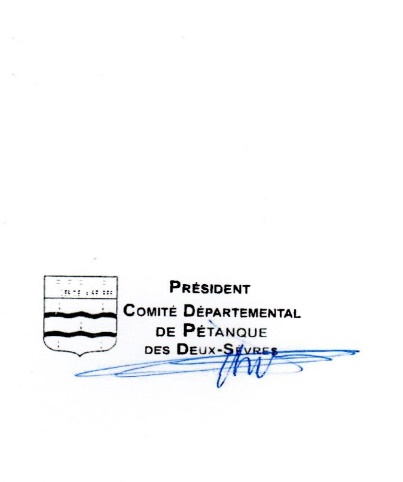 PRÉSIDENT
COMITÉ DÉPARTEMENTAL
DE PÉTANQUE
DES DEUX-SÈVRES